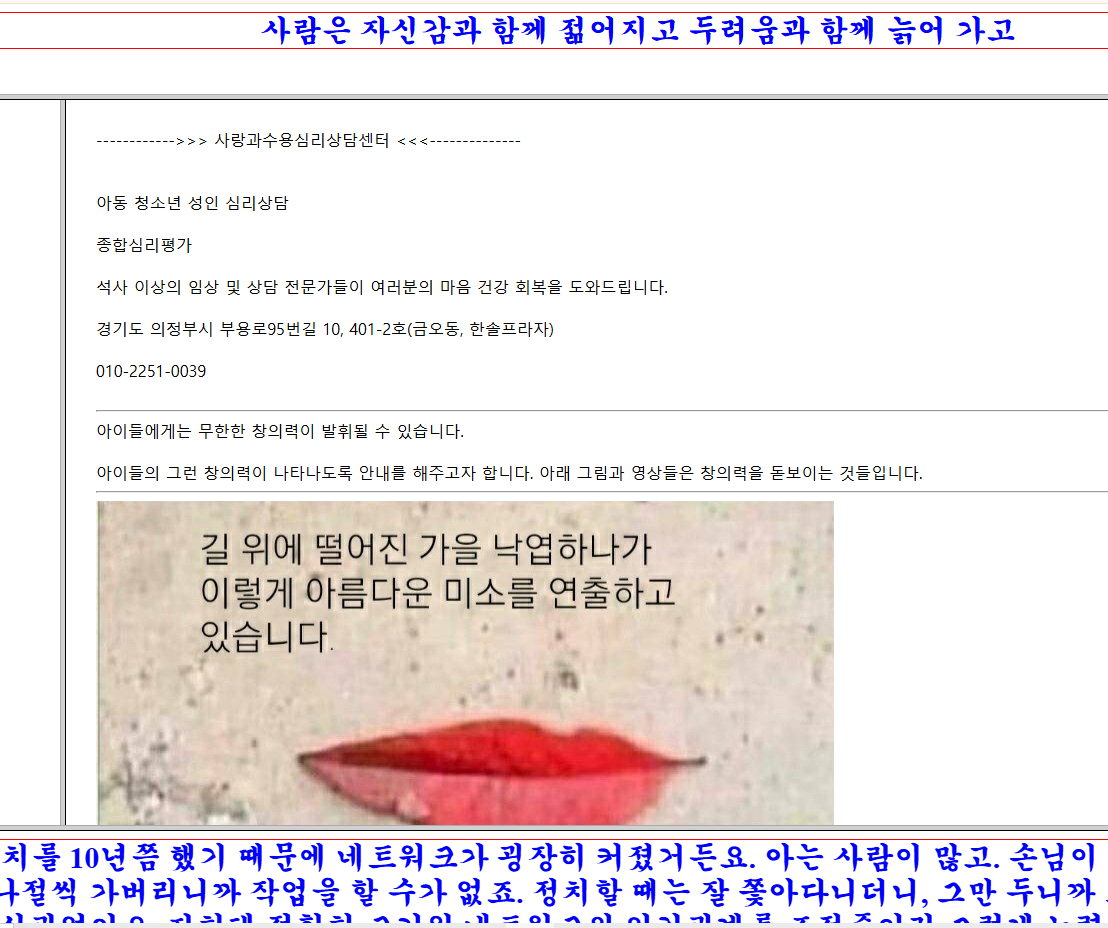 사람은 자신감과 함께 젊어지고 두려움과 함께 늙어 가고
------------>>> 사랑과수용심리상담센터 <<<--------------
아동 청소년 성인 심리상담
종합심리평가
석사 이상의 임상 및 상담 전문가들이 여러분의 마음 건강 회복을 도와드립니다.
경기도 의정부시 부용로95번길 10, 401-2호(금오동, 한솔프라자)
010-2251-0039
아이들에게는 무한한 창의력이 발휘될 수 있습니다.
아이들의 그런 창의력이 나타나도록 안내를 해주고자 합니다. 아래 그림과 영상들은 창의력을 돋보이는 것들입니다.
길 위에 떨어진 가을 낙엽하나가
이렇게 아름다운 미소를 연출하고
있습니다.
치를 10년쯤 했기 때문에 네트워크가 굉장히 커졌거든요. 아는 사람이 많고. 손님이
나절씩 가버리니까 작업을 할 수가 없죠. 정치할 때는 잘 쫓아다니더니, 그만 두니까